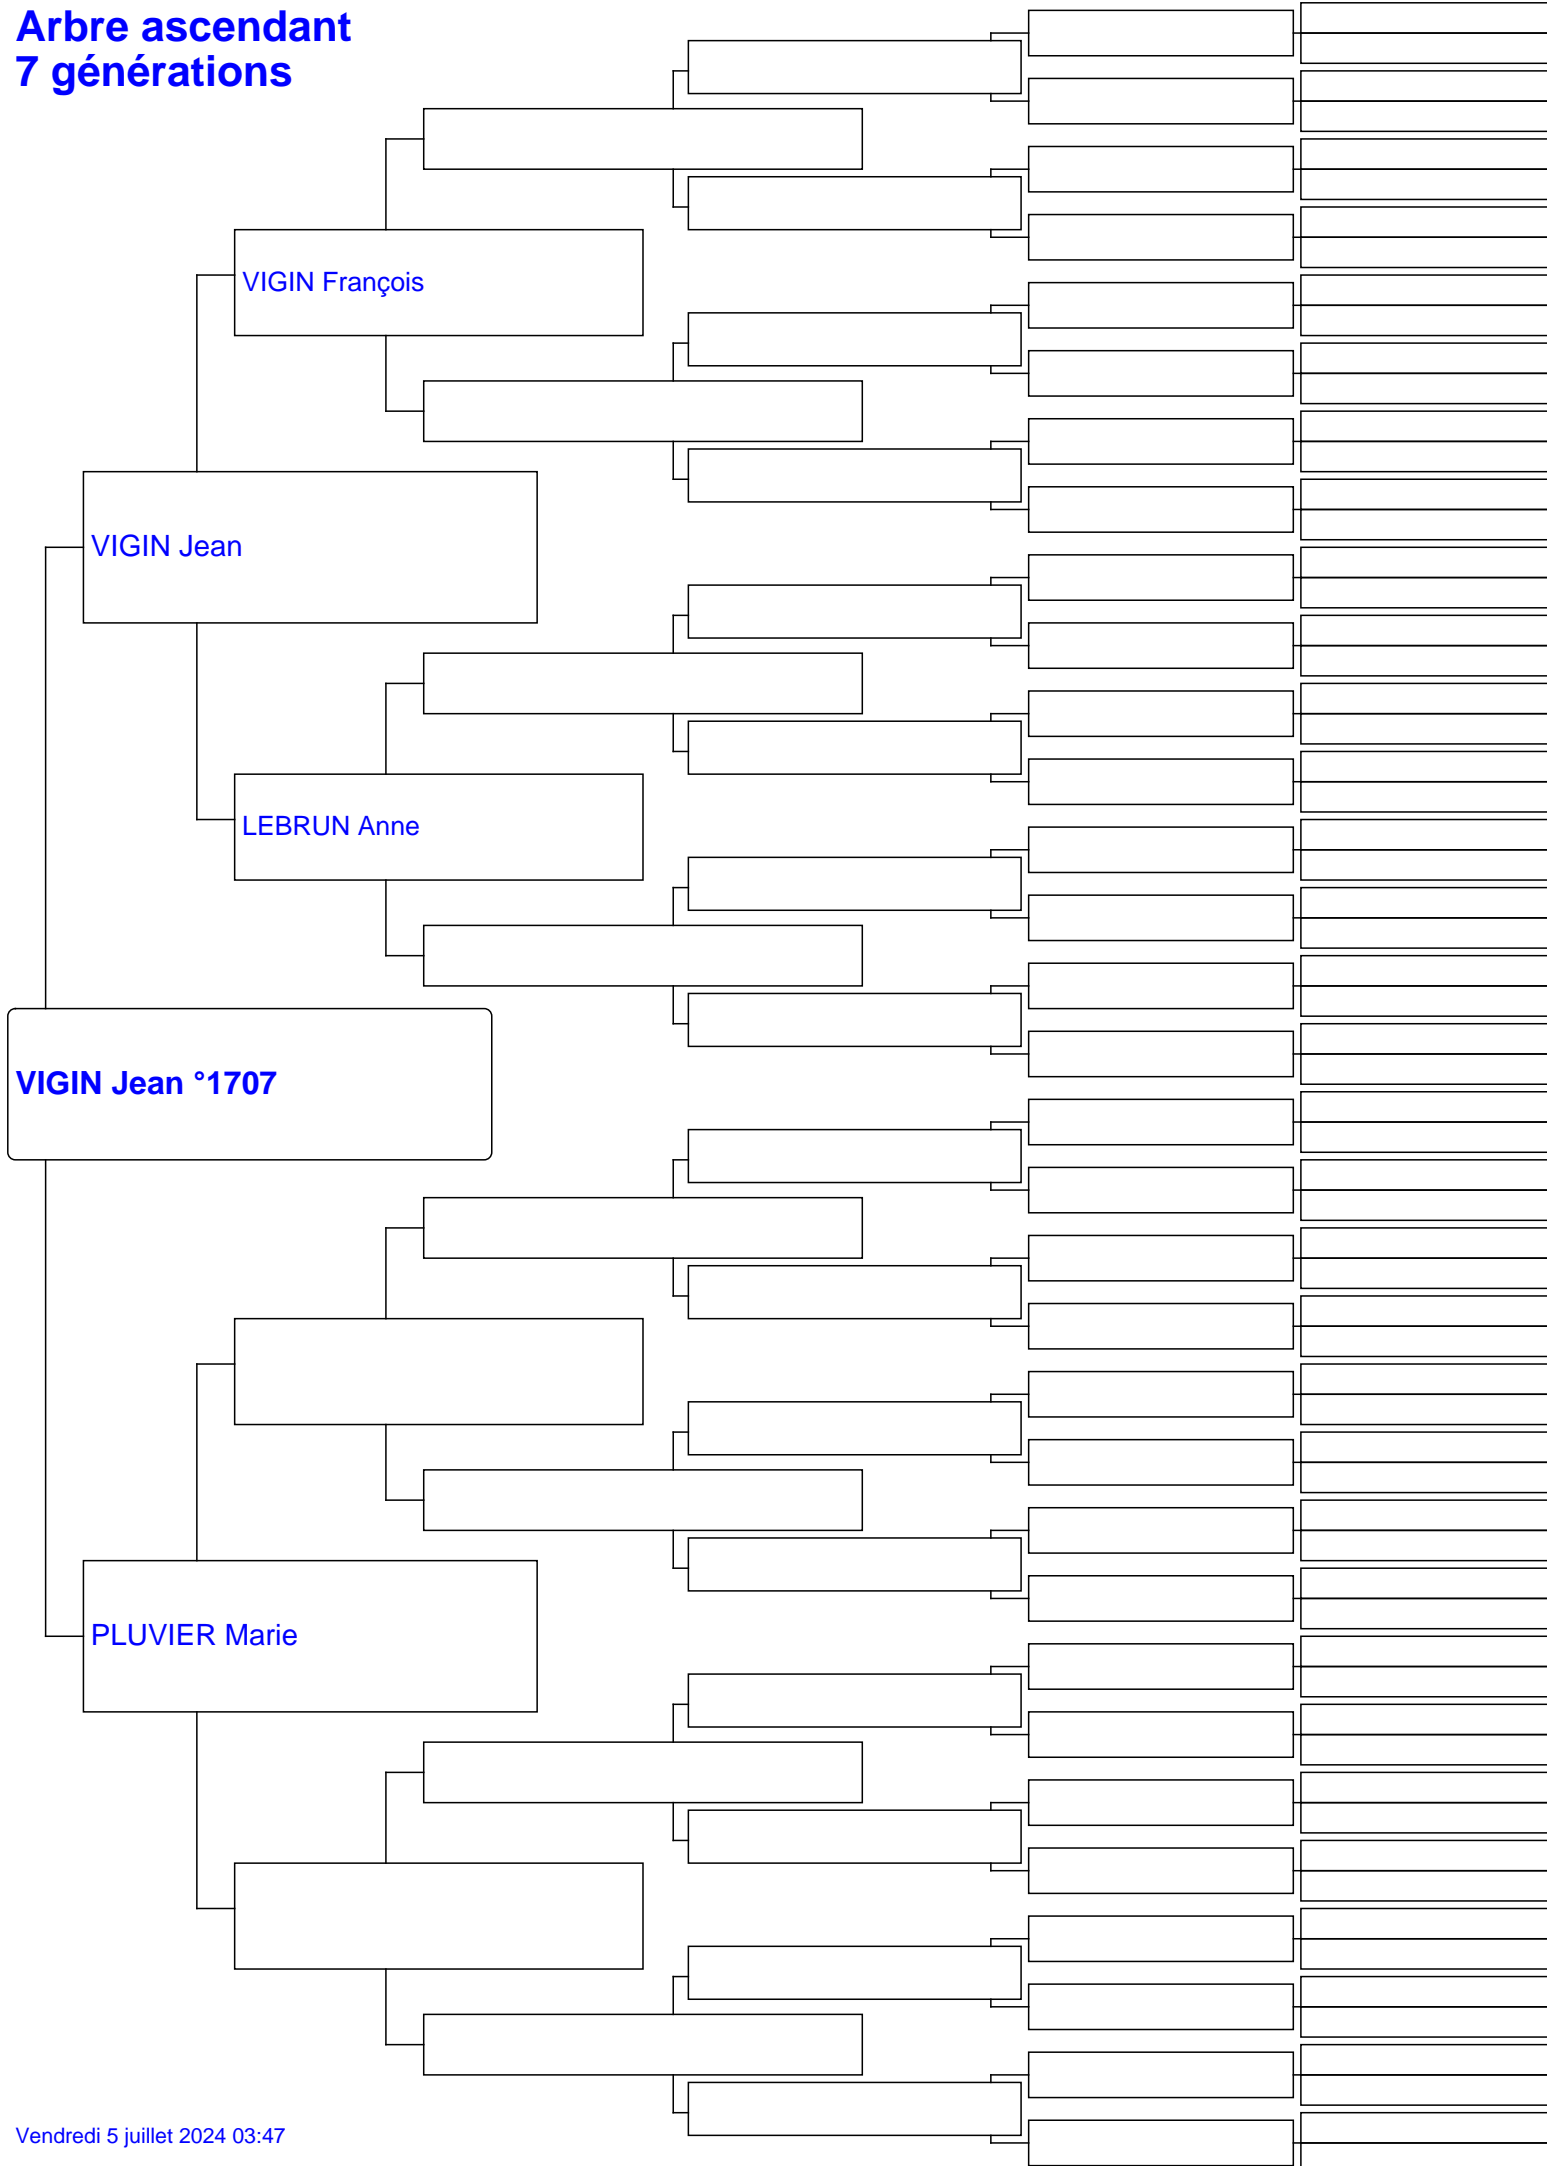 Arbre ascendant
7 générations
VIGIN François
VIGIN Jean
LEBRUN Anne
VIGIN Jean °1707
PLUVIER Marie
Vendredi 5 juillet 2024 03:47